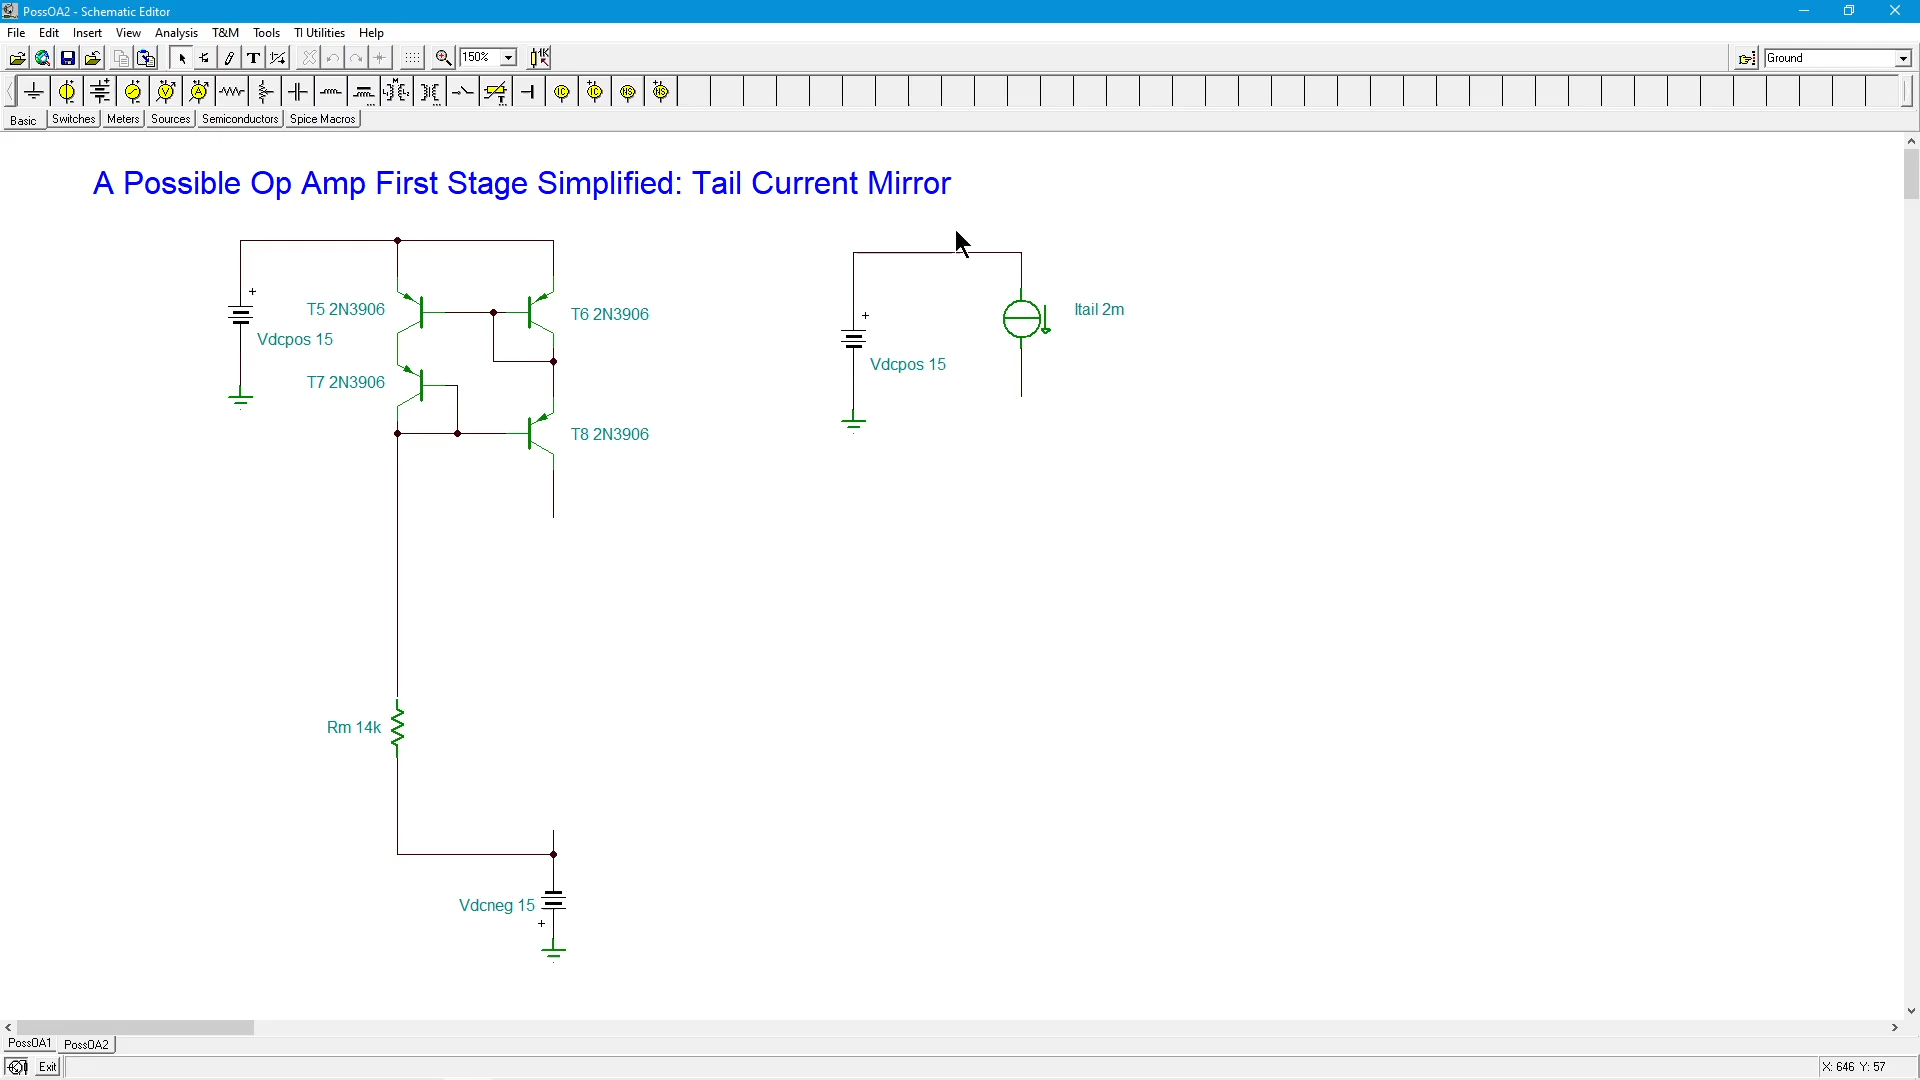 PossOA2 - Schematic Editor
File Edit Insert View Analysis T&M Tools TI Utilities Help
150%
Ground
Basic Switches Meters Sources Semiconductors Spice Macros
A Possible Op Amp First Stage Simplified: Tail Current Mirror
T5 2N3906
T6 2N3906
Itail 2m
Vdcpos 15
Vdcpos 15
T7 2N3906
T8 2N3906
Rm 14k
Vdcneg 15
PossOA1 PossOA2
Exit
X: 646 Y: 57